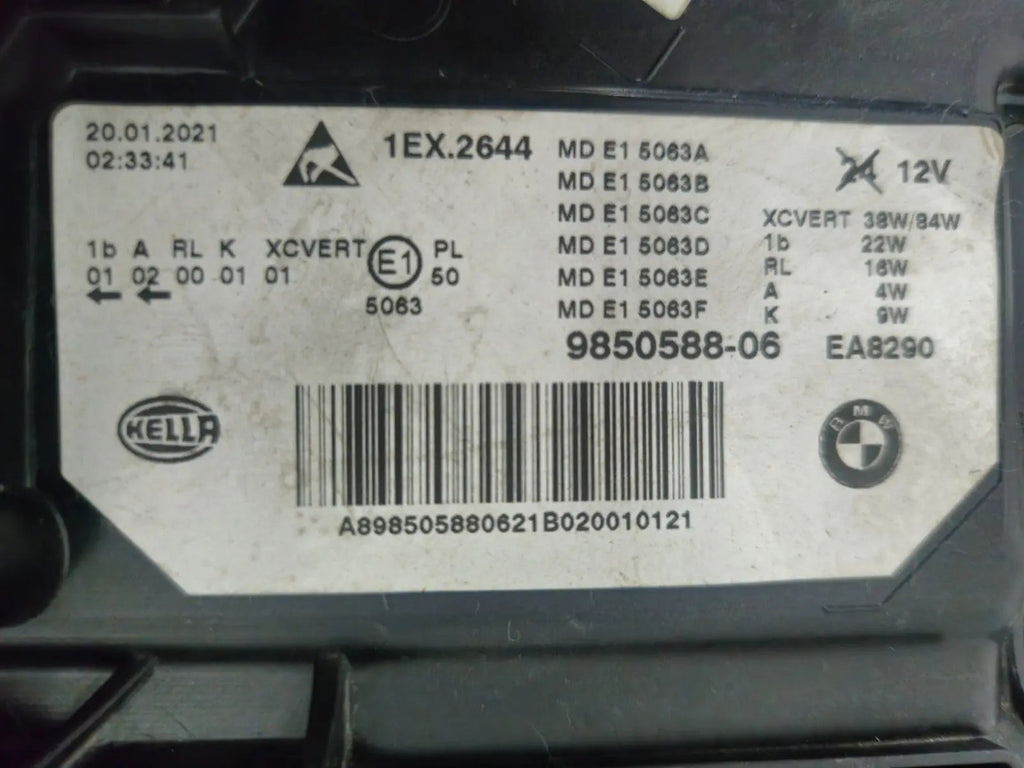 20.01.2021
02:33:41
1EX.2644
MD E1 5063A
MD E1 5063B
MD E1 5063C
MD E1 5063D
MD E1 5063E
MD E1 5063F
24 12V
XCVERT 38W/84W
1b 22W
RL 16W
A 4W
K 9W
1b A RL K XCVERT E1 PL
01 02 00 01 01 50
5063
9850588-06 EA8290
HELLA
BMW
A898505880621B020010121